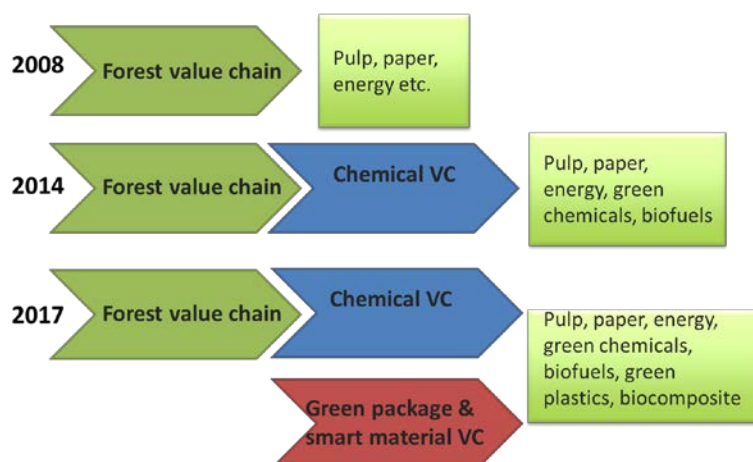 2008
Forest value chain
Pulp, paper,
energy etc.
2014
Forest value chain
Chemical VC
Pulp, paper,
energy, green
chemicals, biofuels
2017
Forest value chain
Chemical VC
Pulp, paper, energy,
green chemicals,
biofuels, green
plastics, biocomposite
Green package &
smart material VC